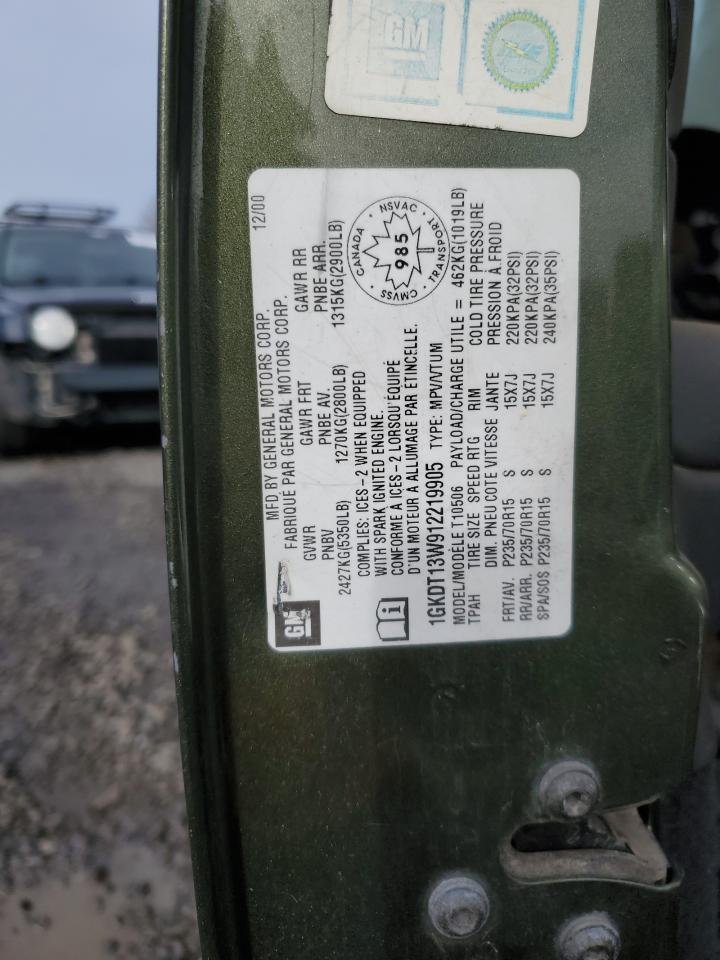 GM
MFD BY GENERAL MOTORS CORP. 12/00
FABRIQUÉ PAR GENERAL MOTORS CORP.
GVWR GAWR FRT GAWR RR
PNBV PNBE AV. PNBE ARR.
2427KG(5350LB) 1270KG(2800LB) 1315KG(2900LB)
COMPLIES: ICES-2 WHEN EQUIPPED
WITH SPARK IGNITED ENGINE.
CONFORME À ICES-2 LORSQU'ÉQUIPÉ
D'UN MOTEUR À ALLUMAGE PAR ÉTINCELLE.
CANADA · NSVAC · TRANSPORT · CMVSS
985
1GKDT13W912219905 TYPE: MPV/VTUM
MODEL/MODÈLE T10506 PAYLOAD/CHARGE UTILE = 462KG(1019LB)
TPAH TIRE SIZE SPEED RTG RIM COLD TIRE PRESSURE
DIM. PNEU COTE VITESSE JANTE PRESSION À FROID
FRT/AV. P235/70R15 S 15X7J 220KPA(32PSI)
RR/ARR. P235/70R15 S 15X7J 220KPA(32PSI)
SPA/SOS P235/70R15 S 15X7J 240KPA(35PSI)
GM